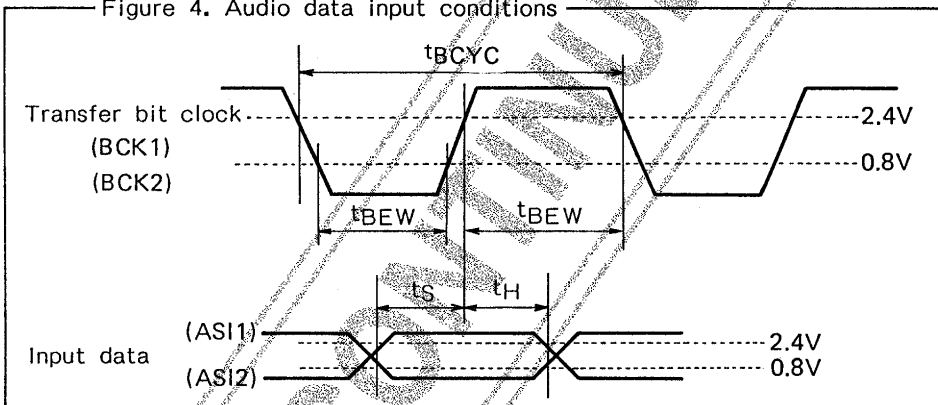 Figure 4. Audio data input conditions
tBCYC
Transfer bit clock
2.4V
(BCK1)
0.8V
(BCK2)
tBEW
tBEW
tS
tH
(ASI1)
2.4V
Input data
0.8V
(ASI2)